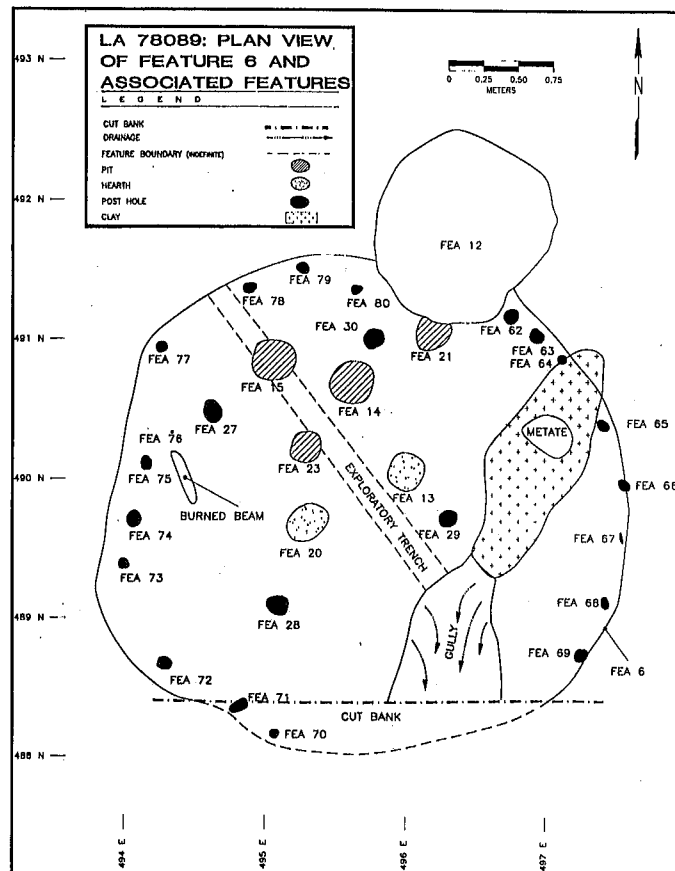 LA 78089: PLAN VIEW
OF FEATURE 6 AND
ASSOCIATED FEATURES
L E G E N D
CUT BANK
DRAINAGE
FEATURE BOUNDARY (INDEFINITE)
PIT
HEARTH
POST HOLE
CLAY
0 0.25 0.50 0.75
METERS
N
493 N
492 N
491 N
490 N
489 N
488 N
FEA 12
FEA 79
FEA 78
FEA 80
FEA 30
FEA 62
FEA 21
FEA 63
FEA 64
FEA 77
FEA 15
FEA 14
FEA 27
FEA 65
METATE
FEA 76
FEA 23
FEA 75
FEA 13
FEA 66
BURNED BEAM
EXPLORATORY TRENCH
FEA 74
FEA 29
FEA 67
FEA 20
FEA 73
FEA 28
FEA 68
GULLY
FEA 69
FEA 6
FEA 72
FEA 71
CUT BANK
FEA 70
494 E
495 E
496 E
497 E